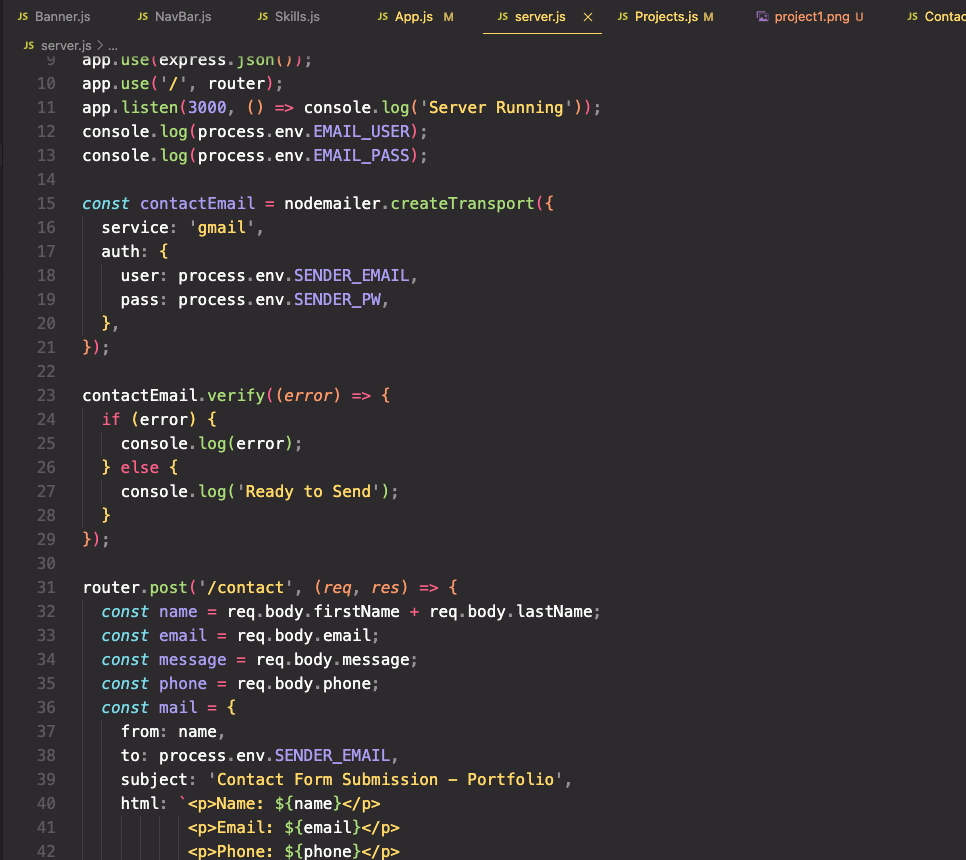 JS Banner.js JS NavBar.js JS Skills.js JS App.js M JS server.js × JS Projects.js M project1.png U JS Contac
JS server.js > ...
9 app.use(express.json());
10 app.use('/', router);
11 app.listen(3000, () => console.log('Server Running'));
12 console.log(process.env.EMAIL_USER);
13 console.log(process.env.EMAIL_PASS);
14
15 const contactEmail = nodemailer.createTransport({
16   service: 'gmail',
17   auth: {
18     user: process.env.SENDER_EMAIL,
19     pass: process.env.SENDER_PW,
20   },
21 });
22
23 contactEmail.verify((error) => {
24   if (error) {
25     console.log(error);
26   } else {
27     console.log('Ready to Send');
28   }
29 });
30
31 router.post('/contact', (req, res) => {
32   const name = req.body.firstName + req.body.lastName;
33   const email = req.body.email;
34   const message = req.body.message;
35   const phone = req.body.phone;
36   const mail = {
37     from: name,
38     to: process.env.SENDER_EMAIL,
39     subject: 'Contact Form Submission - Portfolio',
40     html: `<p>Name: ${name}</p>
41            <p>Email: ${email}</p>
42            <p>Phone: ${phone}</p>